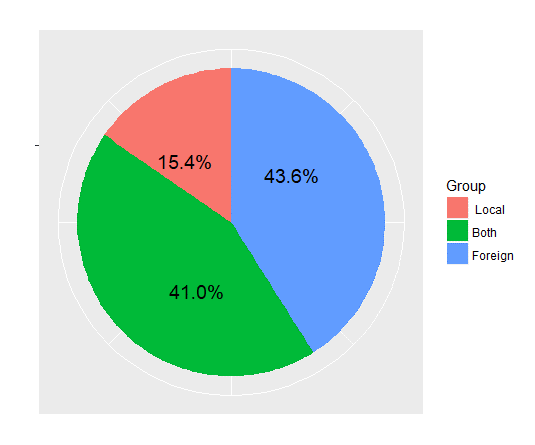 15.4%
43.6%
41.0%
Group
Local
Both
Foreign